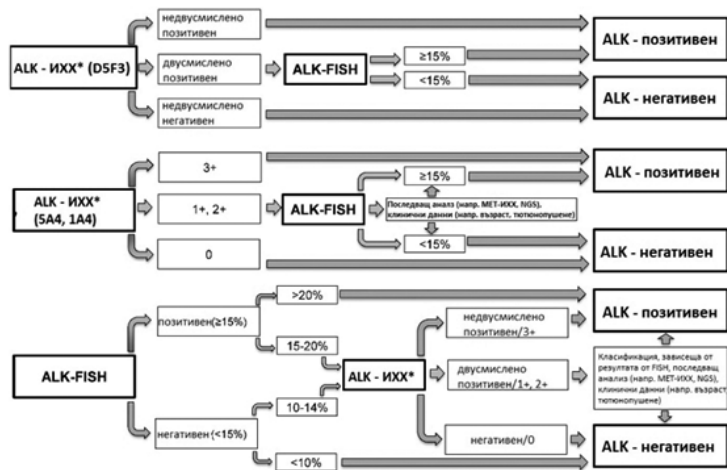 недвусмислено
позитивен
ALK - ИХХ* (D5F3)
двусмислено
позитивен
ALK-FISH
≥15%
<15%
недвусмислено
негативен
ALK - позитивен
ALK - негативен
ALK - ИХХ*
(5A4, 1A4)
3+
1+, 2+
0
ALK-FISH
≥15%
Последващ анализ (напр. МЕТ-ИХХ, NGS),
клинични данни (напр. възраст, тютюнопушене)
<15%
ALK - позитивен
ALK - негативен
ALK-FISH
позитивен(≥15%)
>20%
15-20%
негативен (<15%)
10-14%
<10%
ALK - ИХХ*
недвусмислено
позитивен/3+
двусмислено
позитивен/1+, 2+
негативен/0
ALK - позитивен
Класификация, зависеща от
резултата от FISH, последващ
анализ (напр. МЕТ-ИХХ, NGS),
клинични данни (напр. възраст,
тютюнопушене)
ALK - негативен